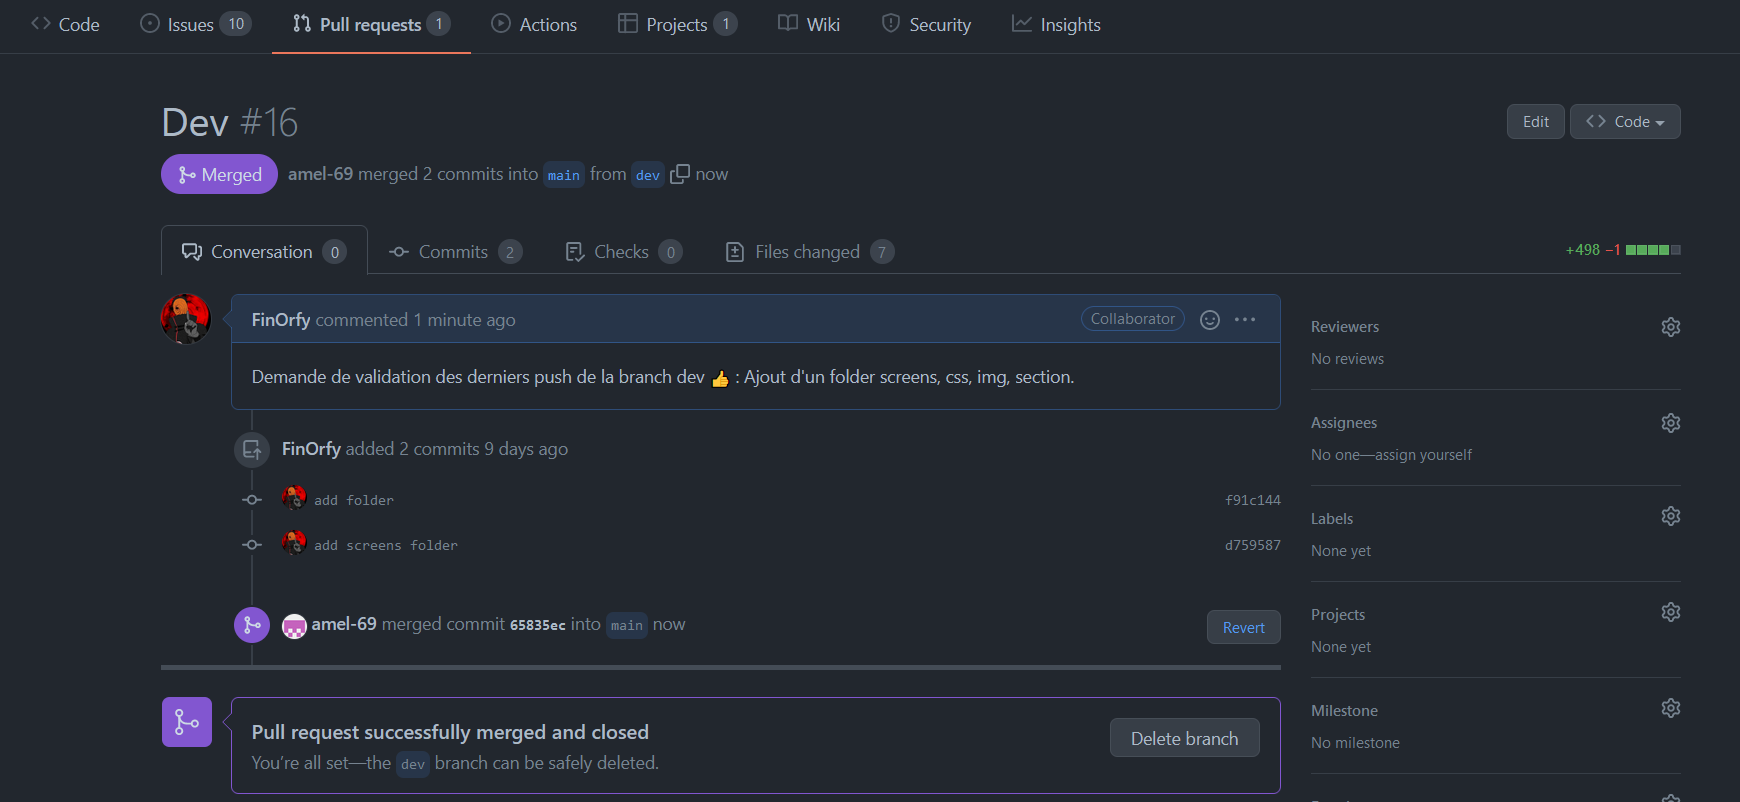 Code Issues 10 Pull requests 1 Actions Projects 1 Wiki Security Insights
Dev #16
Edit Code
Merged amel-69 merged 2 commits into main from dev now
Conversation 0 Commits 2 Checks 0 Files changed 7
+498 −1
FinOrfy commented 1 minute ago Collaborator
Demande de validation des derniers push de la branch dev 👍 : Ajout d'un folder screens, css, img, section.
FinOrfy added 2 commits 9 days ago
add folder f91c144
add screens folder d759587
amel-69 merged commit 65835ec into main now Revert
Pull request successfully merged and closed
You're all set—the dev branch can be safely deleted.
Delete branch
Reviewers
No reviews
Assignees
No one—assign yourself
Labels
None yet
Projects
None yet
Milestone
No milestone